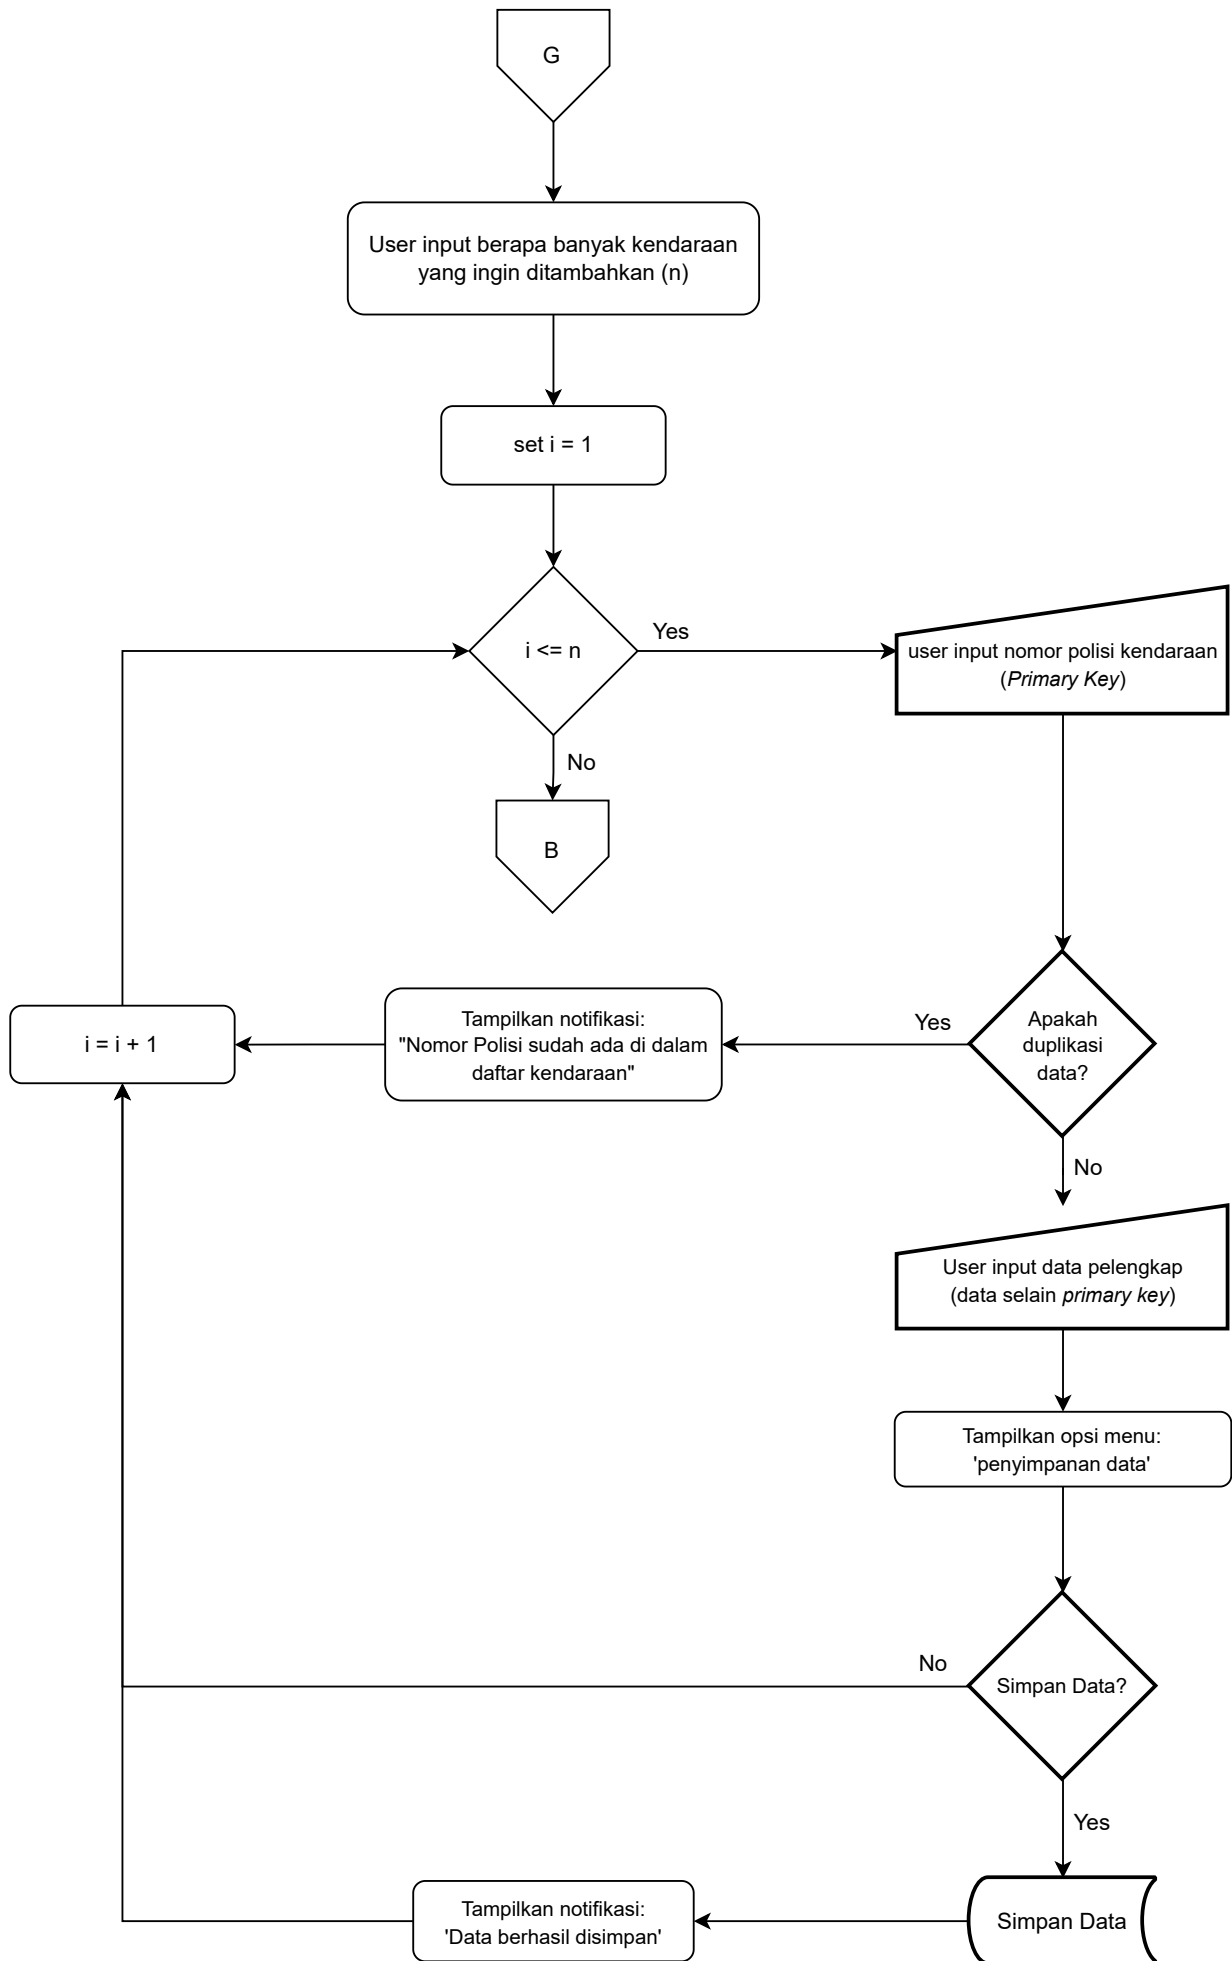 G
User input berapa banyak kendaraan
yang ingin ditambahkan (n)
set i = 1
i <= n
Yes
user input nomor polisi kendaraan
(Primary Key)
No
B
Apakah
duplikasi
data?
Yes
Tampilkan notifikasi:
"Nomor Polisi sudah ada di dalam
daftar kendaraan"
i = i + 1
No
User input data pelengkap
(data selain primary key)
Tampilkan opsi menu:
'penyimpanan data'
Simpan Data?
No
Yes
Simpan Data
Tampilkan notifikasi:
'Data berhasil disimpan'